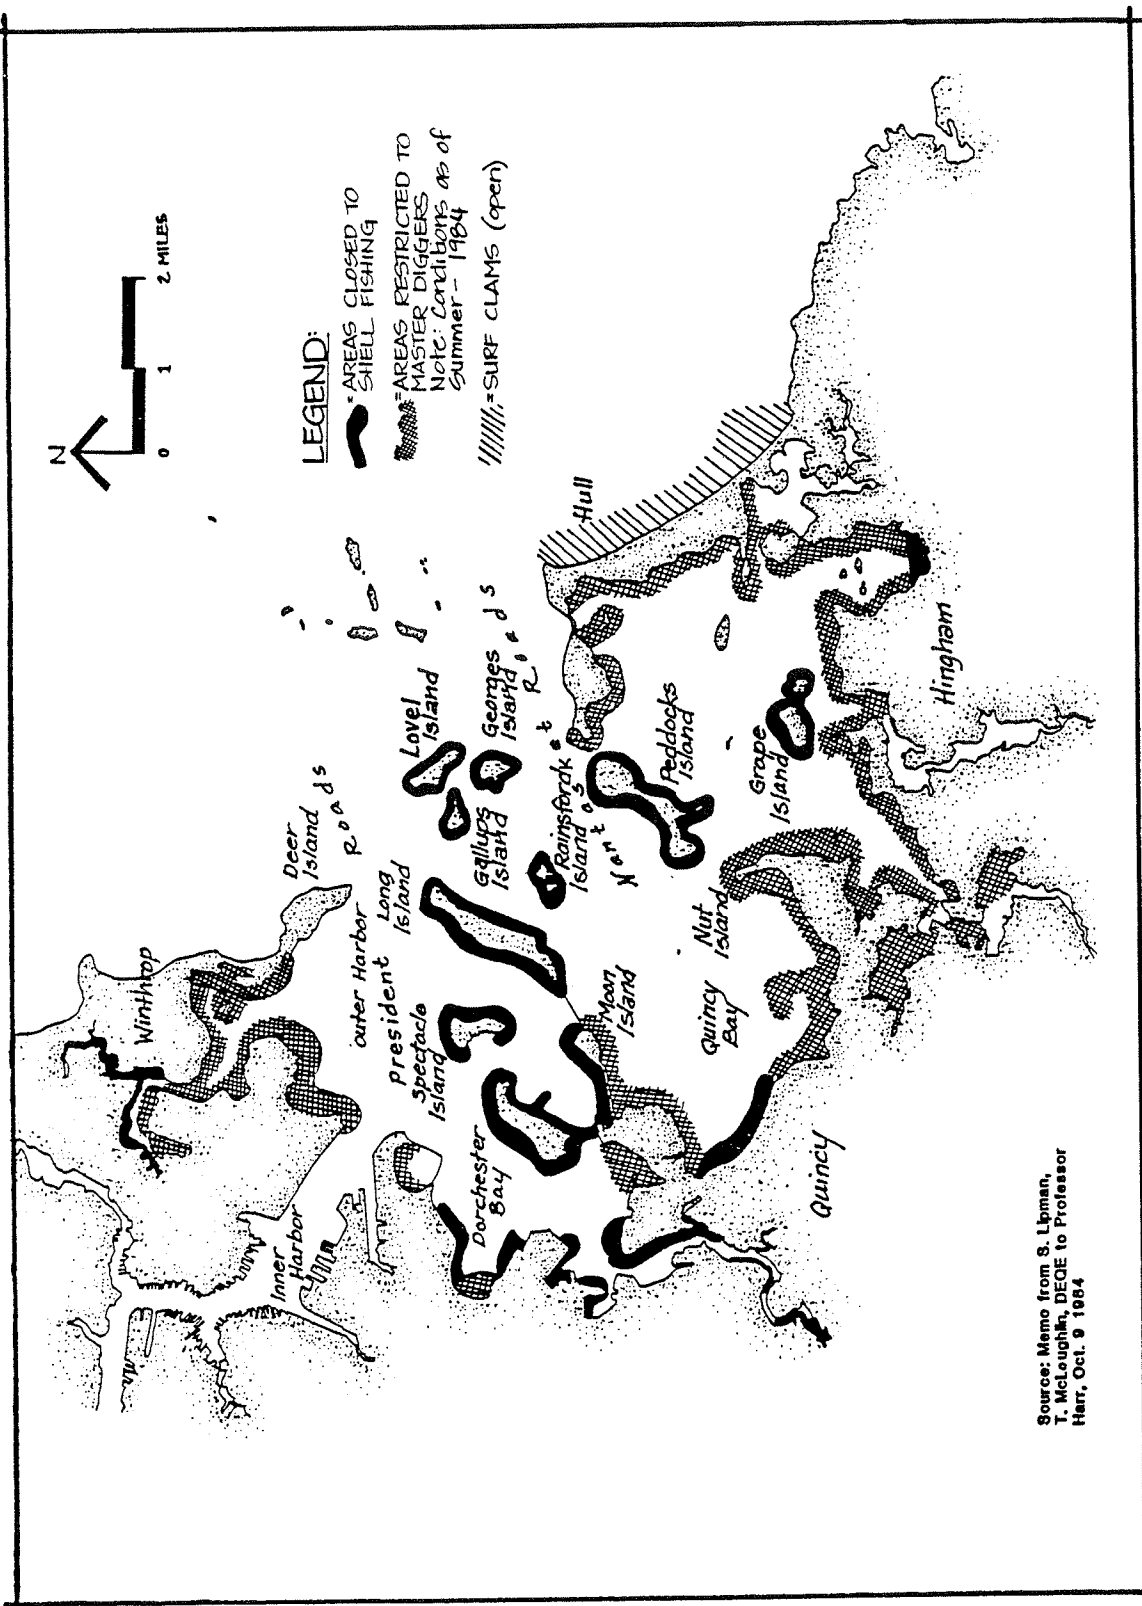 N
0 1 2 MILES
LEGEND:
=AREAS CLOSED TO
SHELL FISHING
=AREAS RESTRICTED TO
MASTER DIGGERS
Note: Conditions as of
Summer - 1984
=SURF CLAMS (open)
Winthrop
Deer
Island
Roads
outer Harbor
president
Long
Island
Lovel
Island
Georges
Island
Gallups
Island
Roads
Hull
Inner
Harbor
Spectacle
Island
Dorchester
Bay
Rainsford
Island
Nantasket
Peddocks
Island
Moon
Island
Quincy
Bay
Nut
Island
Grape
Island
Hingham
Quincy
Source: Memo from S. Lipman,
T. McLoughlin, DEQE to Professor
Harr, Oct. 9 1984